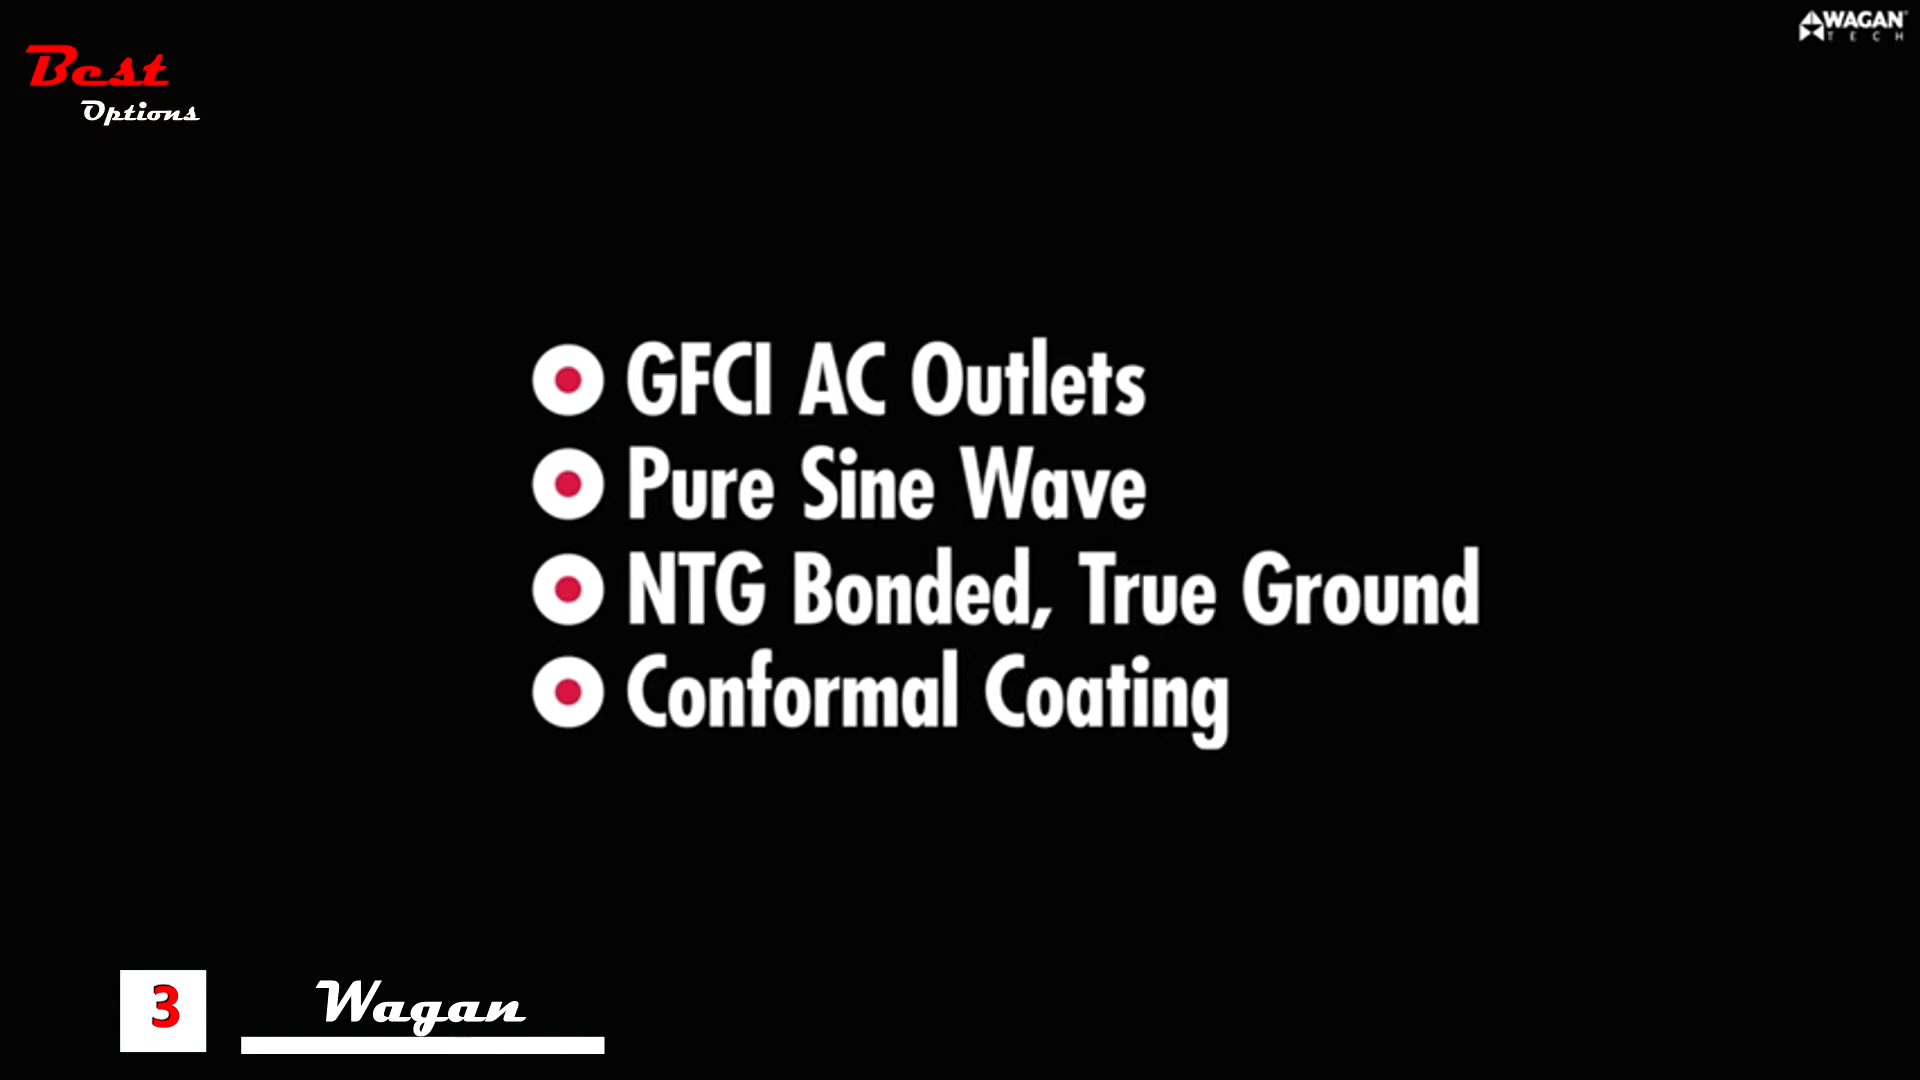 Best
Options
WAGAN
TECH
GFCI AC Outlets
Pure Sine Wave
NTG Bonded, True Ground
Conformal Coating
3
Wagan